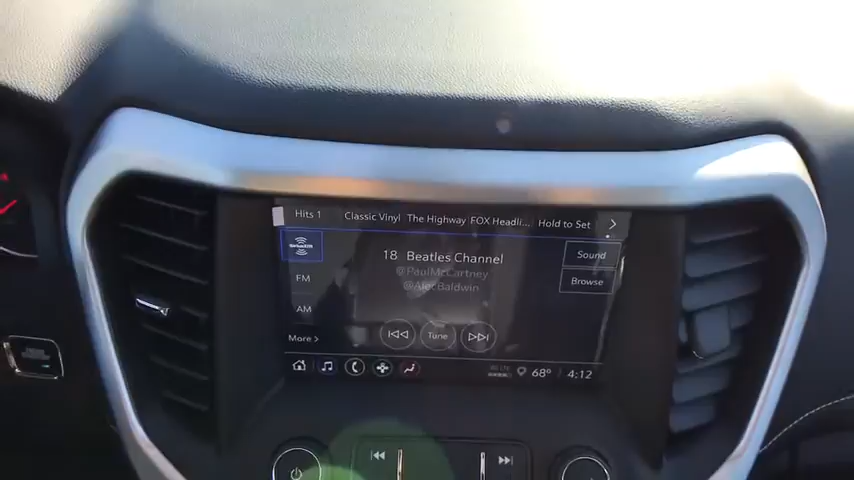 Hits 1 Classic Vinyl The Highway FOX Headli... Hold to Set
SiriusXM
18 Beatles Channel
Sound
@PaulMcCartney
FM
@AlecBaldwin
Browse
AM
Tune
More
68° 4:12